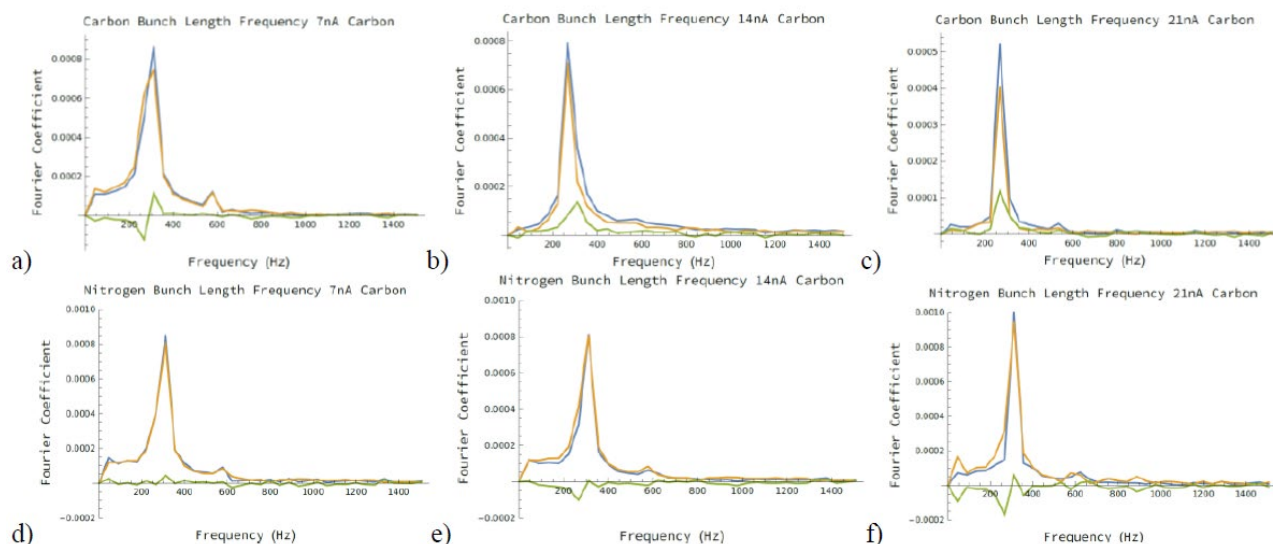 Carbon Bunch Length Frequency 7nA Carbon
Fourier Coefficient
0.0008
0.0006
0.0004
0.0002
200 400 600 800 1000 1200 1400
Frequency (Hz)
a)
Carbon Bunch Length Frequency 14nA Carbon
Fourier Coefficient
0.0008
0.0006
0.0004
0.0002
200 400 600 800 1000 1200 1400
Frequency (Hz)
b)
Carbon Bunch Length Frequency 21nA Carbon
Fourier Coefficient
0.0005
0.0004
0.0003
0.0002
0.0001
200 400 600 800 1000 1200 1400
Frequency (Hz)
c)
Nitrogen Bunch Length Frequency 7nA Carbon
Fourier Coefficient
0.0010
0.0008
0.0006
0.0004
0.0002
-0.0002
200 400 600 800 1000 1200 1400
Frequency (Hz)
d)
Nitrogen Bunch Length Frequency 14nA Carbon
Fourier Coefficient
0.0010
0.0008
0.0006
0.0004
0.0002
-0.0002
200 400 600 800 1000 1200 1400
Frequency (Hz)
e)
Nitrogen Bunch Length Frequency 21nA Carbon
Fourier Coefficient
0.0010
0.0008
0.0006
0.0004
0.0002
-0.0002
200 400 600 800 1000 1200 1400
Frequency (Hz)
f)